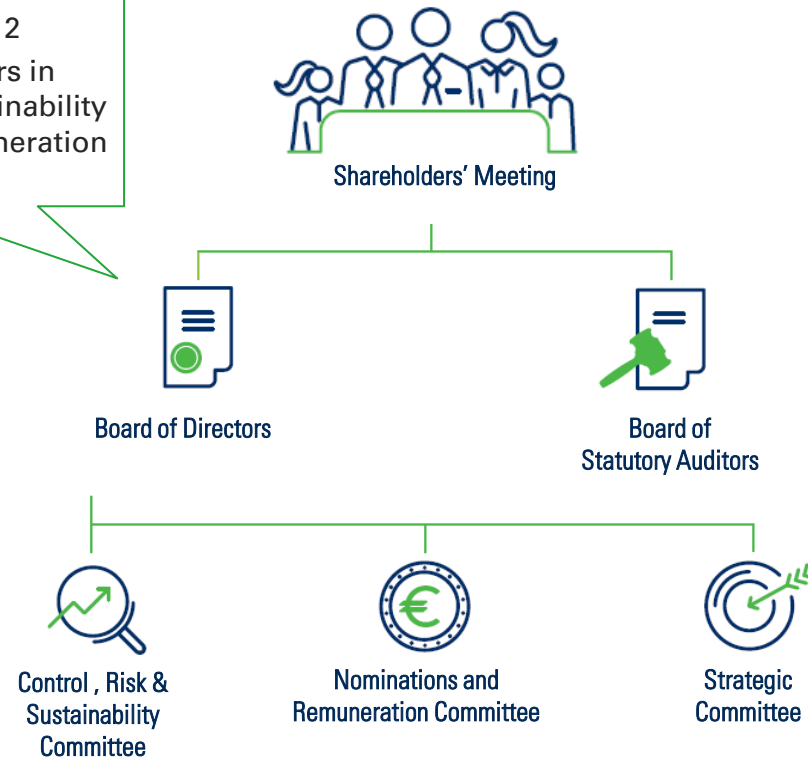 2
rs in
inability
neration
Shareholders' Meeting
Board of Directors
Board of
Statutory Auditors
Control , Risk &
Sustainability
Committee
Nominations and
Remuneration Committee
Strategic
Committee